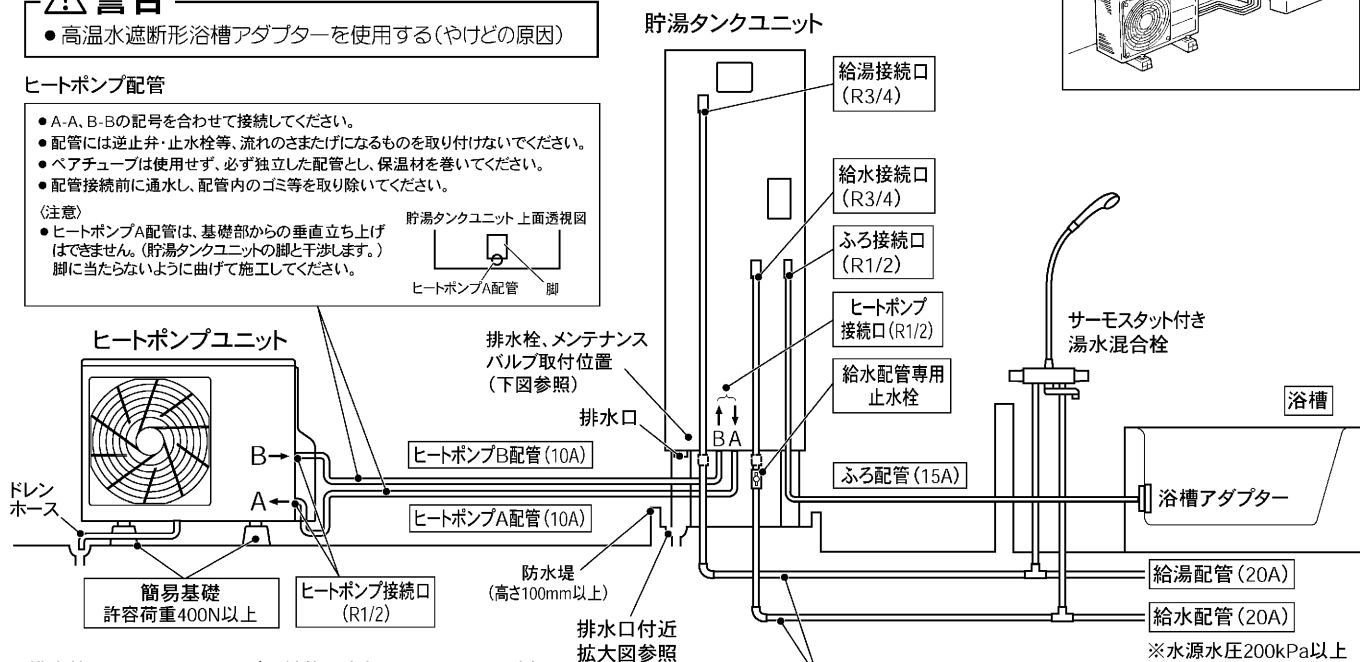 警告
●高温水遮断形浴槽アダプターを使用する(やけどの原因)
ヒートポンプ配管
●A-A、B-Bの記号を合わせて接続してください。
●配管には逆止弁・止水栓等、流れのさまたげになるものを取り付けないでください。
●ペアチューブは使用せず、必ず独立した配管とし、保温材を巻いてください。
●配管接続前に通水し、配管内のゴミ等を取り除いてください。
〈注意〉
●ヒートポンプA配管は、基礎部からの垂直立ち上げ
はできません。(貯湯タンクユニットの脚と干渉します。)
脚に当たらないように曲げて施工してください。
貯湯タンクユニット 上面透視図
ヒートポンプA配管
脚
貯湯タンクユニット
給湯接続口
(R3/4)
給水接続口
(R3/4)
ふろ接続口
(R1/2)
ヒートポンプ
接続口(R1/2)
給水配管専用
止水栓
サーモスタット付き
湯水混合栓
浴槽
ヒートポンプユニット
排水栓、メンテナンス
バルブ取付位置
(下図参照)
排水口
B A
B
A
ヒートポンプB配管(10A)
ヒートポンプA配管(10A)
ふろ配管(15A)
浴槽アダプター
ドレン
ホース
簡易基礎
許容荷重400N以上
ヒートポンプ接続口
(R1/2)
防水堤
(高さ100mm以上)
排水口付近
拡大図参照
給湯配管(20A)
給水配管(20A)
※水源水圧200kPa以上